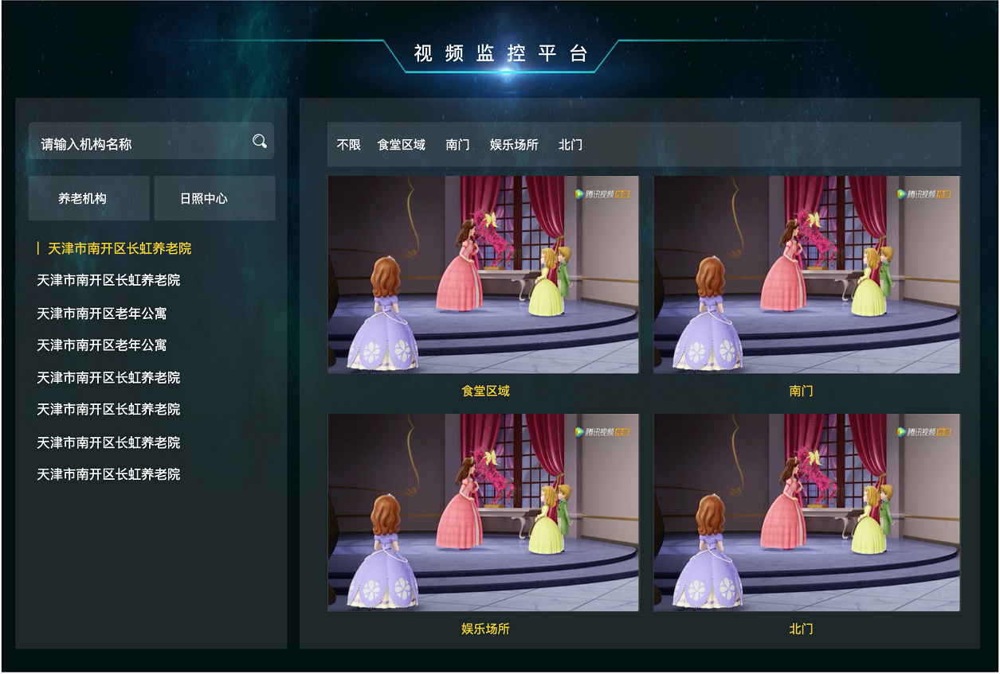 视频监控平台
请输入机构名称
养老机构 日照中心
天津市南开区长虹养老院
天津市南开区长虹养老院
天津市南开区老年公寓
天津市南开区老年公寓
天津市南开区长虹养老院
天津市南开区长虹养老院
天津市南开区长虹养老院
天津市南开区长虹养老院
不限 食堂区域 南门 娱乐场所 北门
腾讯视频
腾讯视频
食堂区域 南门
腾讯视频
腾讯视频
娱乐场所 北门